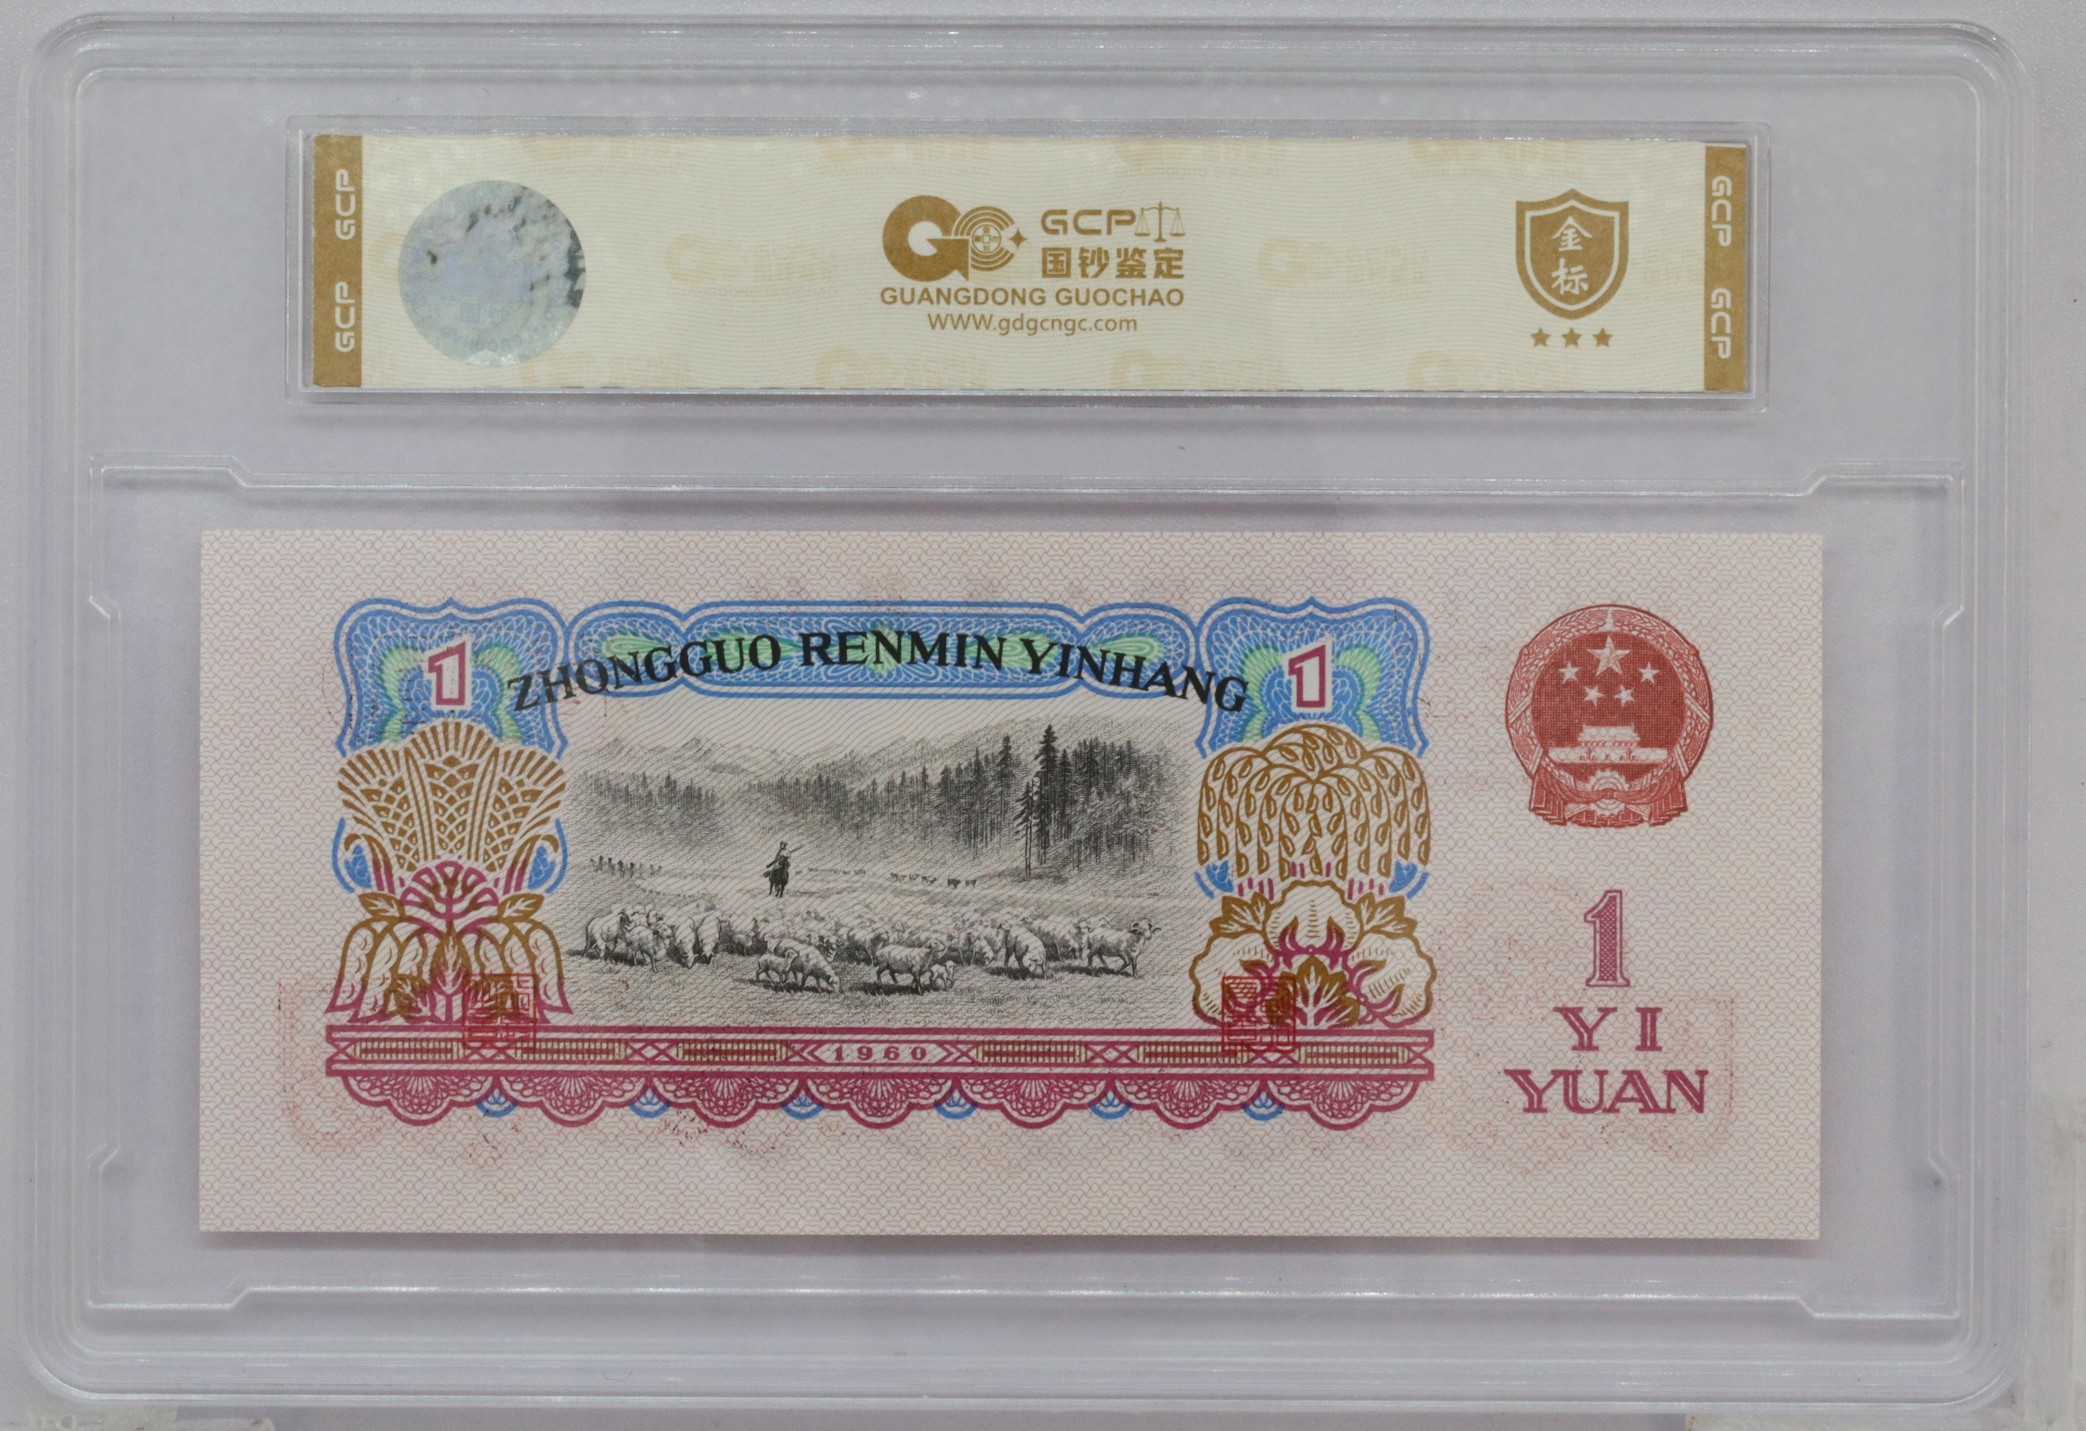 GCP GCP
GCP
国钞鉴定
GUANGDONG GUOCHAO
WWW.gdgcngc.com
金
标
GCP GCP
1
ZHONGGUO RENMIN YINHANG
1
1960
1
YI
YUAN